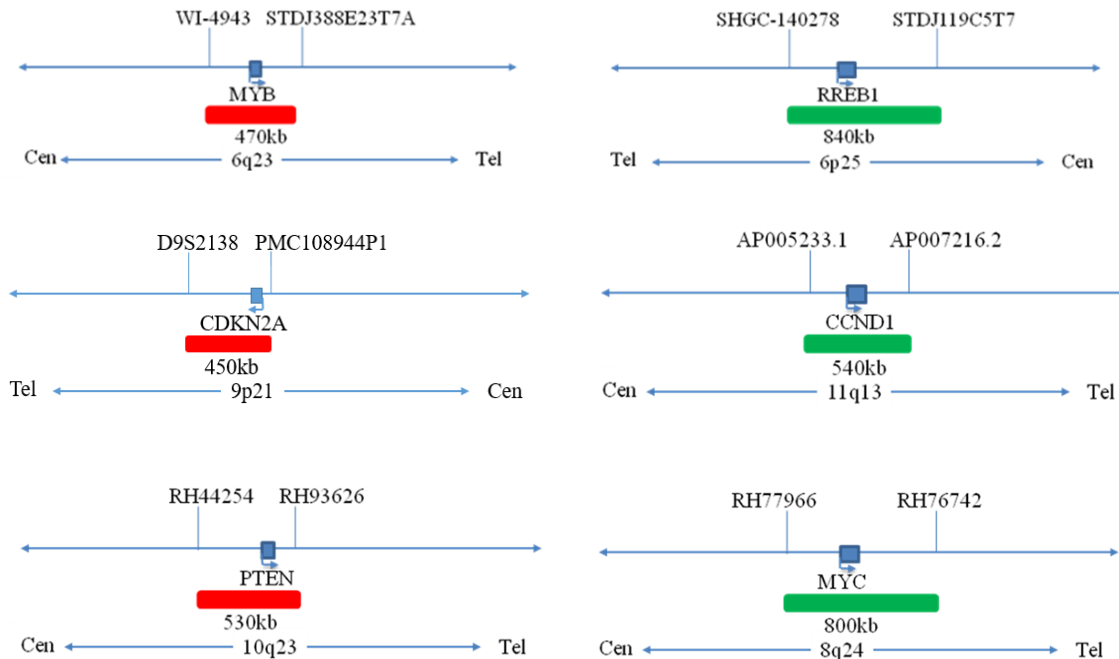 WI-4943 STDJ388E23T7A
MYB
470kb
Cen 6q23 Tel
SHGC-140278 STDJ119C5T7
RREB1
840kb
Tel 6p25 Cen
D9S2138 PMC108944P1
CDKN2A
450kb
Tel 9p21 Cen
AP005233.1 AP007216.2
CCND1
540kb
Cen 11q13 Tel
RH44254 RH93626
PTEN
530kb
Cen 10q23 Tel
RH77966 RH76742
MYC
800kb
Cen 8q24 Tel